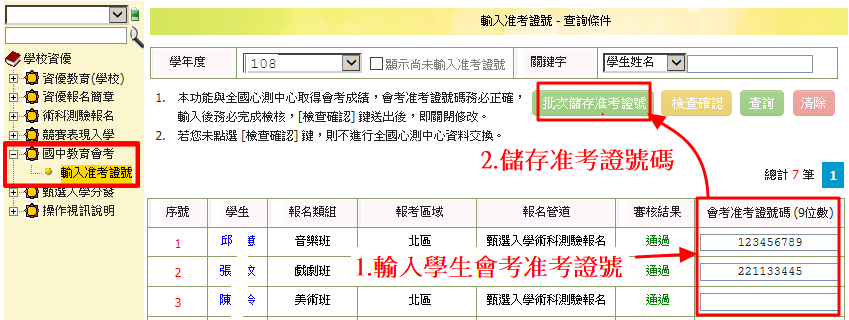 輸入准考證號 - 查詢條件
學校資優
資優教育(學校)
資優報名簡章
術科測驗報名
競賽表現入學
國中教育會考
輸入准考證號
甄選入學分發
操作視訊說明
學年度 108 顯示尚未輸入准考證號 關鍵字 學生姓名
1. 本功能與全國心測中心取得會考成績，會考准考證號碼務必正確，
輸入後務必完成檢核，[檢查確認] 鍵送出後，即關閉修改。
2. 若您未點選 [檢查確認] 鍵，則不進行全國心測中心資料交換。
批次儲存准考證號 檢查確認 查詢 清除
2.儲存准考證號碼
總計 7 筆 1
序號 學生 報名類組 報考區域 報名管道 審核結果 會考准考證號碼 (9位數)
1 邱 音樂班 北區 甄選入學術科測驗報名 通過 123456789
1.輸入學生會考准考證號
2 張 戲劇班 通過 221133445
3 陳 美術班 北區 甄選入學術科測驗報名 通過